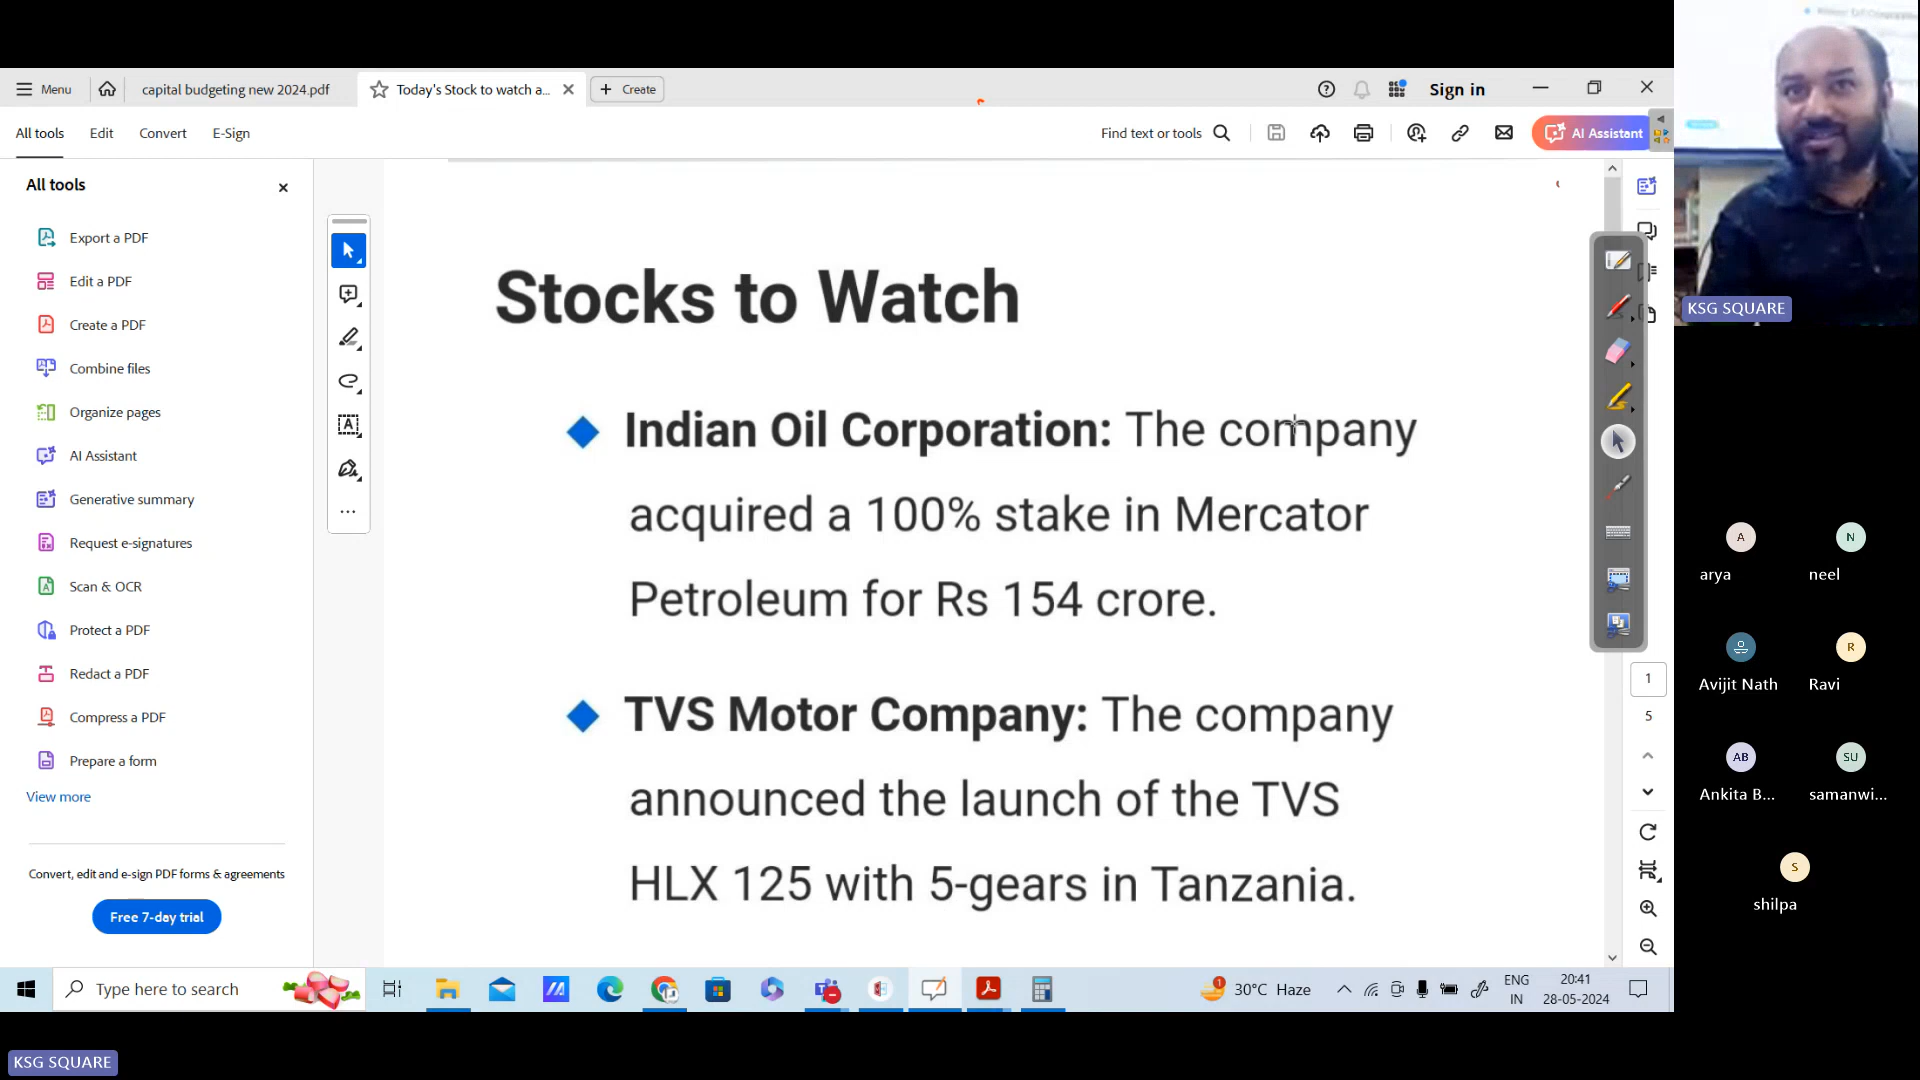 Menu
capital budgeting new 2024.pdf
Today's Stock to watch a...
Create
Sign in
All tools
Edit
Convert
E-Sign
Find text or tools
AI Assistant
All tools
Export a PDF
Edit a PDF
Create a PDF
Combine files
Organize pages
AI Assistant
Generative summary
Request e-signatures
Scan & OCR
Protect a PDF
Redact a PDF
Compress a PDF
Prepare a form
View more
Convert, edit and e-sign PDF forms & agreements
Free 7-day trial
Stocks to Watch
Indian Oil Corporation: The company
acquired a 100% stake in Mercator
Petroleum for Rs 154 crore.
TVS Motor Company: The company
announced the launch of the TVS
HLX 125 with 5-gears in Tanzania.
1
5
KSG SQUARE
A
arya
N
neel
Avijit Nath
R
Ravi
AB
Ankita B...
SU
samanwi...
S
shilpa
Type here to search
1
30°C Haze
ENG
IN
20:41
28-05-2024
KSG SQUARE